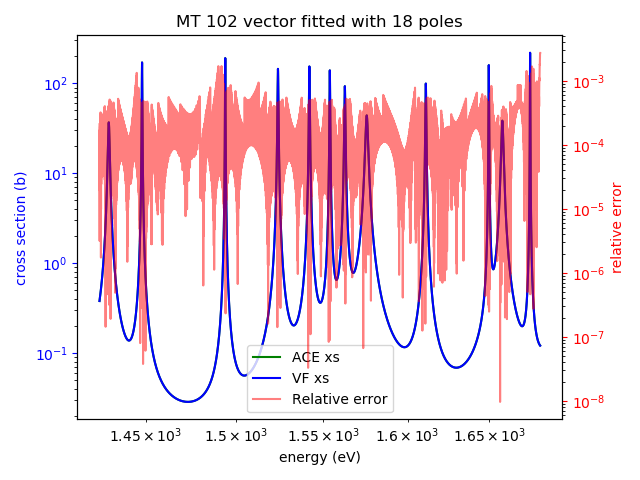 MT 102 vector fitted with 18 poles
10²
10¹
10⁰
10⁻¹
cross section (b)
10⁻³
10⁻⁴
10⁻⁵
10⁻⁶
10⁻⁷
10⁻⁸
relative error
ACE xs
VF xs
Relative error
1.45×10³ 1.5×10³ 1.55×10³ 1.6×10³ 1.65×10³
energy (eV)